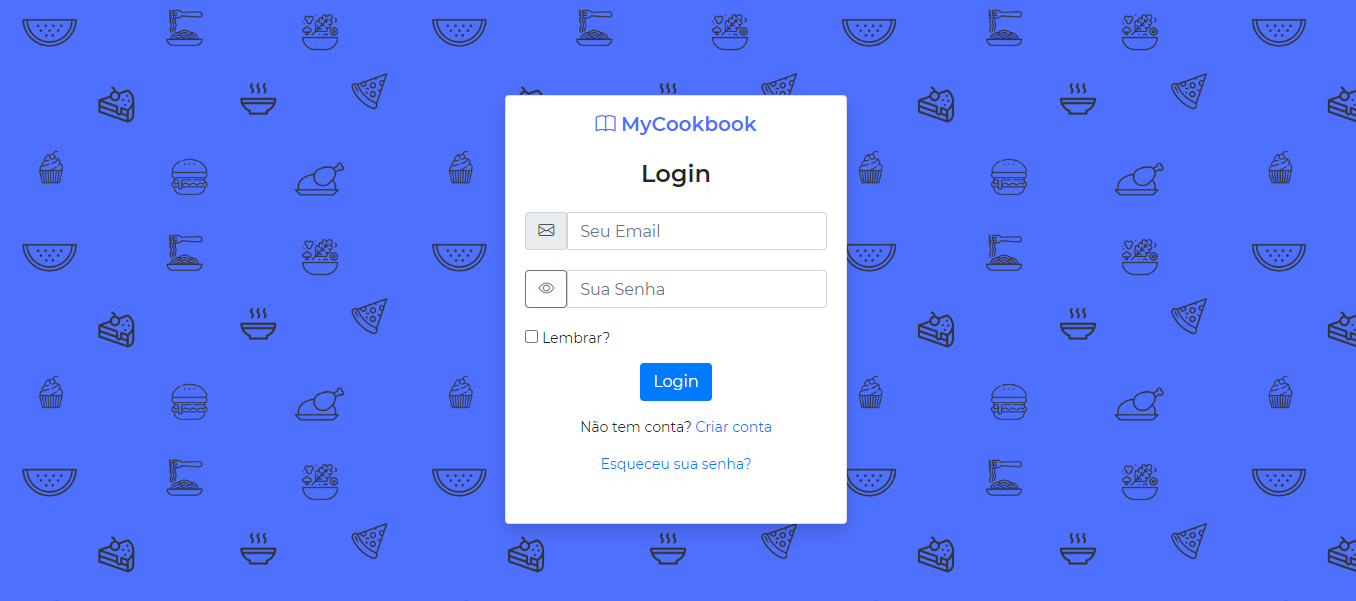 MyCookbook
Login
Seu Email
Sua Senha
Lembrar?
Login
Não tem conta? Criar conta
Esqueceu sua senha?